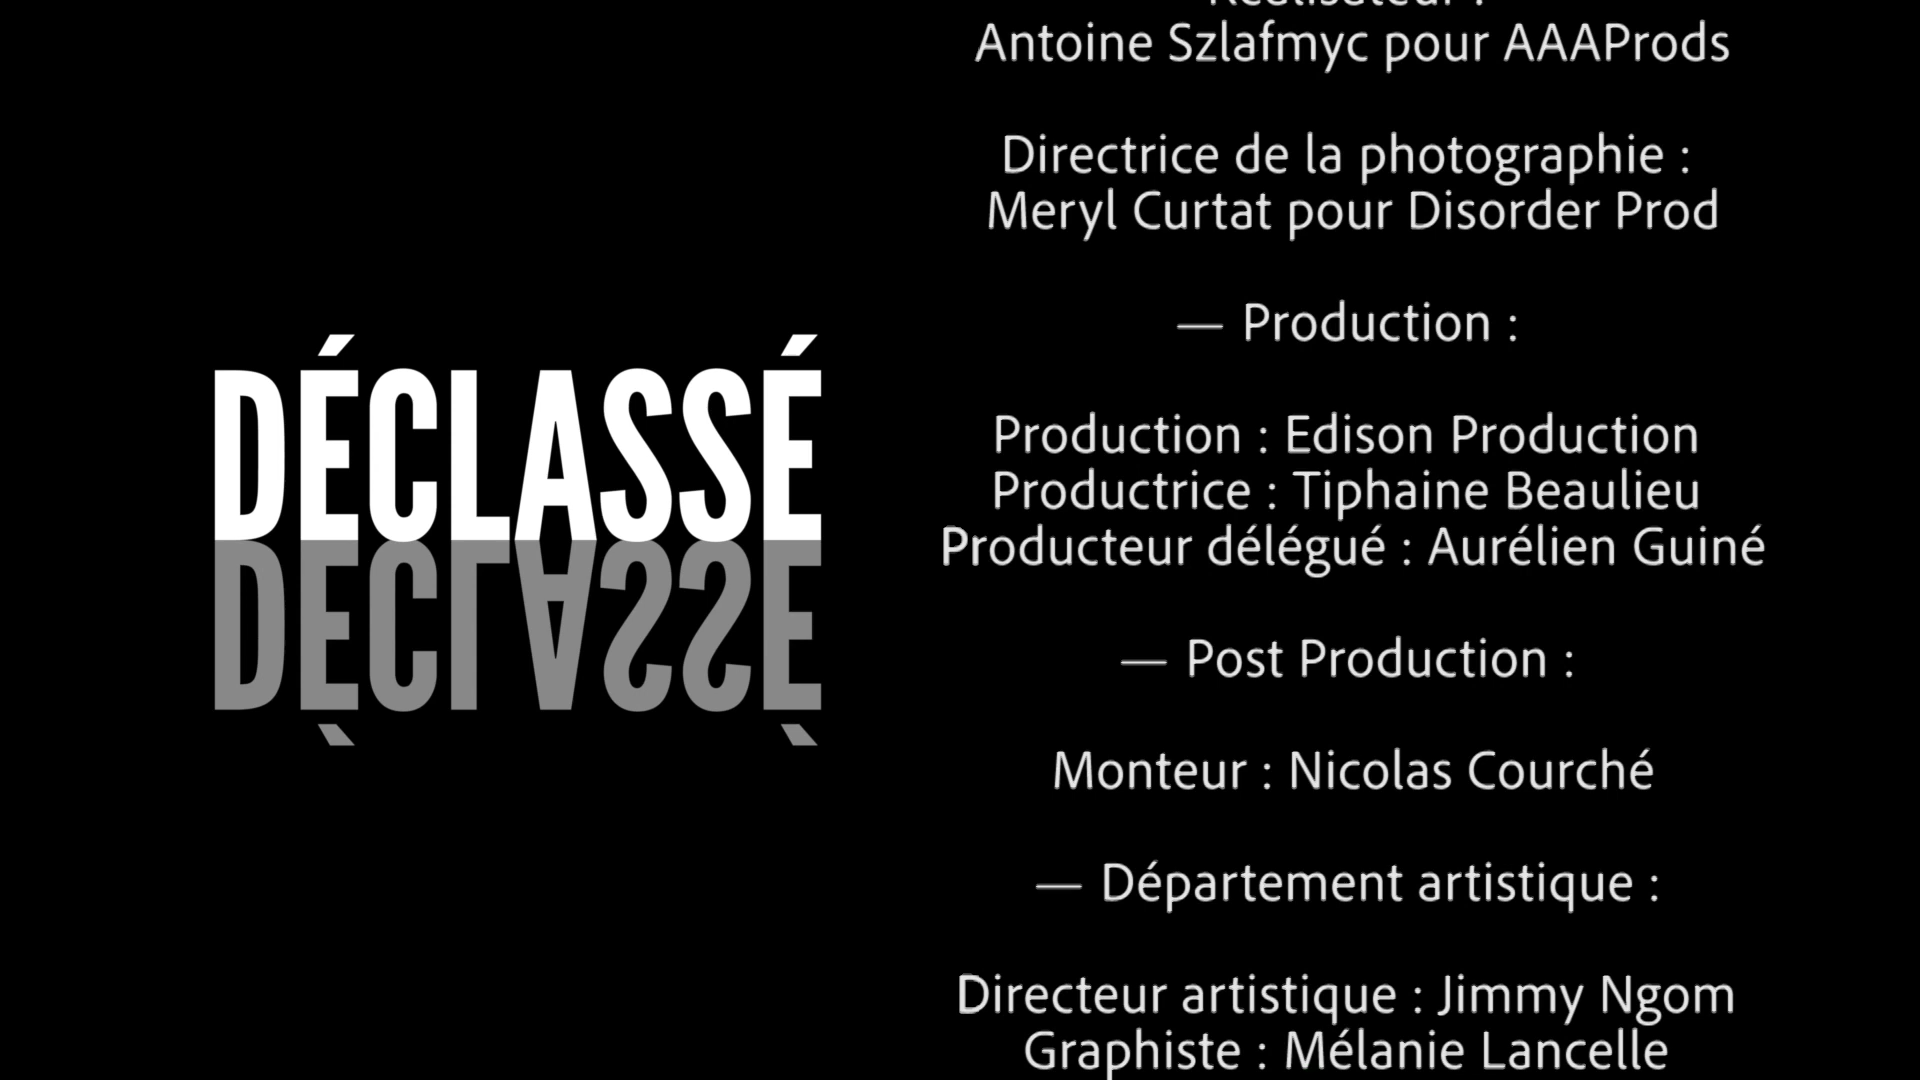 DÉCLASSÉ
Réalisateur :
Antoine Szlafmyc pour AAAProds
Directrice de la photographie :
Meryl Curtat pour Disorder Prod
— Production :
Production : Edison Production
Productrice : Tiphaine Beaulieu
Producteur délégué : Aurélien Guiné
— Post Production :
Monteur : Nicolas Courché
— Département artistique :
Directeur artistique : Jimmy Ngom
Graphiste : Mélanie Lancelle